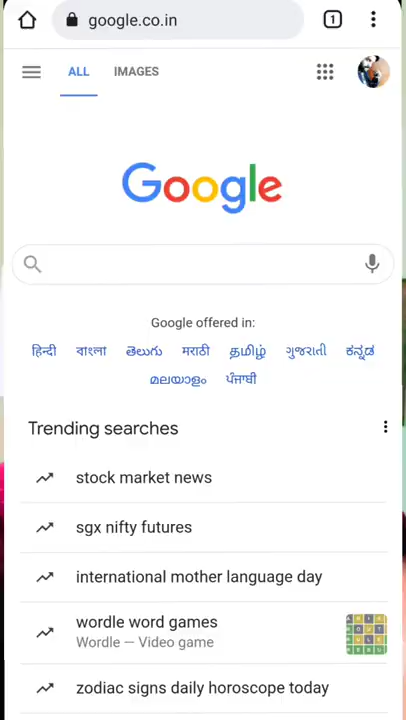 google.co.in
1
ALL IMAGES
Google
Google offered in:
हिन्दी বাংলা తెలుగు मराठी தமிழ் ગુજરાતી ಕನ್ನಡ
മലയാളം ਪੰਜਾਬੀ
Trending searches
stock market news
sgx nifty futures
international mother language day
wordle word games
Wordle — Video game
zodiac signs daily horoscope today